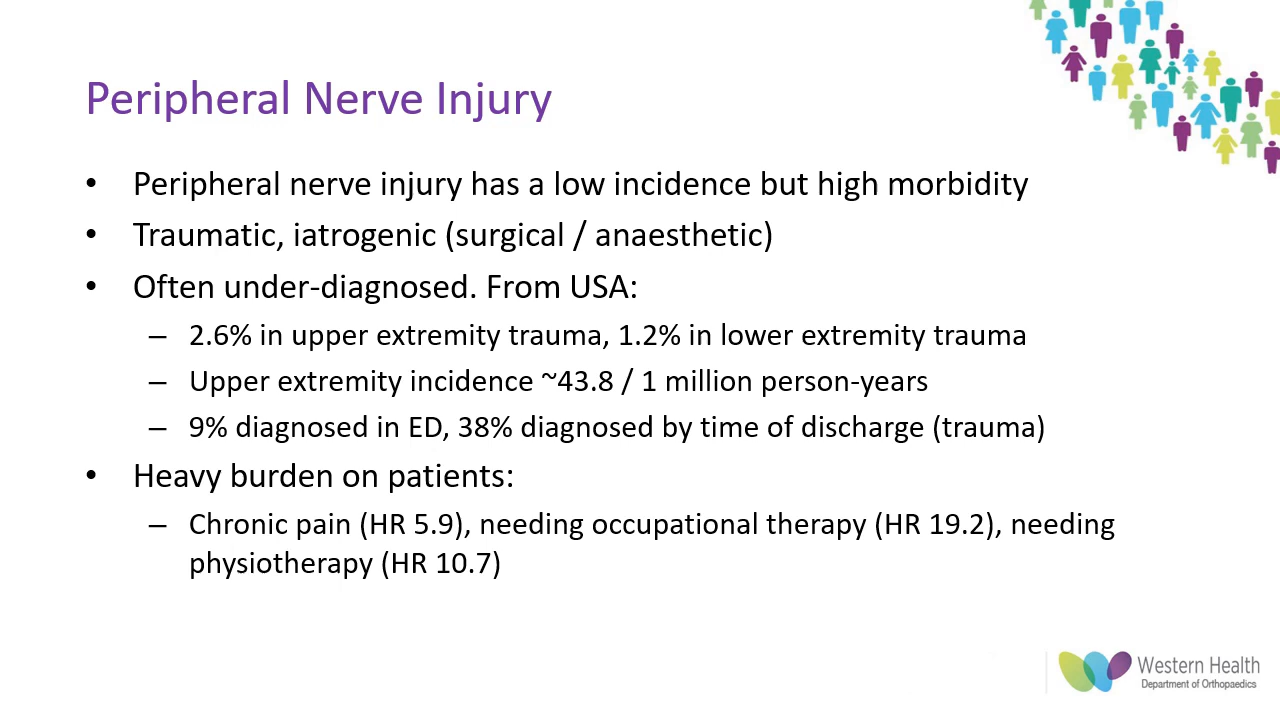 Peripheral Nerve Injury
• Peripheral nerve injury has a low incidence but high morbidity
• Traumatic, iatrogenic (surgical / anaesthetic)
• Often under-diagnosed. From USA:
– 2.6% in upper extremity trauma, 1.2% in lower extremity trauma
– Upper extremity incidence ~43.8 / 1 million person-years
– 9% diagnosed in ED, 38% diagnosed by time of discharge (trauma)
• Heavy burden on patients:
– Chronic pain (HR 5.9), needing occupational therapy (HR 19.2), needing
physiotherapy (HR 10.7)
Western Health
Department of Orthopaedics